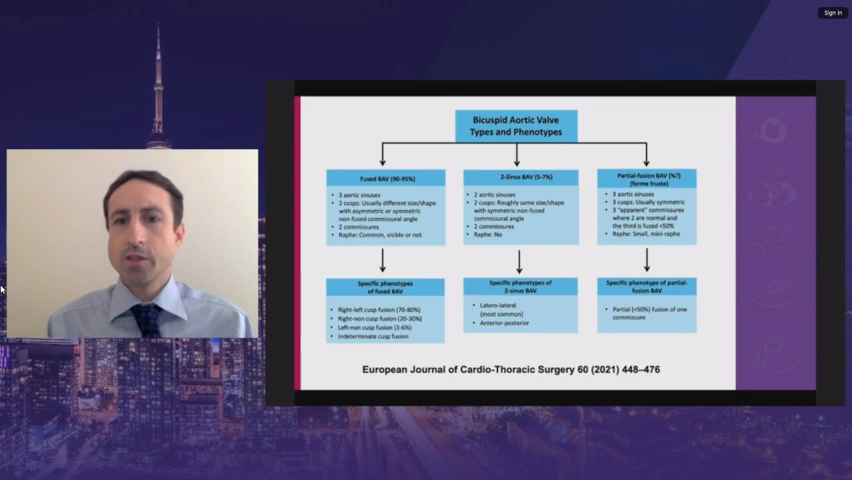 Sign in
Bicuspid Aortic Valve
Types and Phenotypes
Fused BAV (90-95%)
• 3 aortic sinuses
• 2 cusps: Usually different size/shape
with asymmetric or symmetric
non-fused commissural angle
• 2 commissures
• Raphe: Common, visible or not
2-Sinus BAV (5-7%)
• 2 aortic sinuses
• 2 cusps: Roughly same size/shape
with symmetric non-fused
commissural angle
• 2 commissures
• Raphe: No
Partial-fusion BAV (%?)
(forme fruste)
• 3 aortic sinuses
• 3 cusps: Usually symmetric
• 3 "apparent" commissures
where 2 are normal and
the third is fused <50%
• Raphe: Small, mini-raphe
Specific phenotypes
of fused BAV
• Right-left cusp fusion (70-80%)
• Right-non cusp fusion (20-30%)
• Left-non cusp fusion (3-6%)
• Indeterminate cusp fusion
Specific phenotypes of
2-sinus BAV
• Latero-lateral
(most common)
• Anterior-posterior
Specific phenotype of partial-
fusion BAV
• Partial (<50%) fusion of one
commissure
European Journal of Cardio-Thoracic Surgery 60 (2021) 448–476